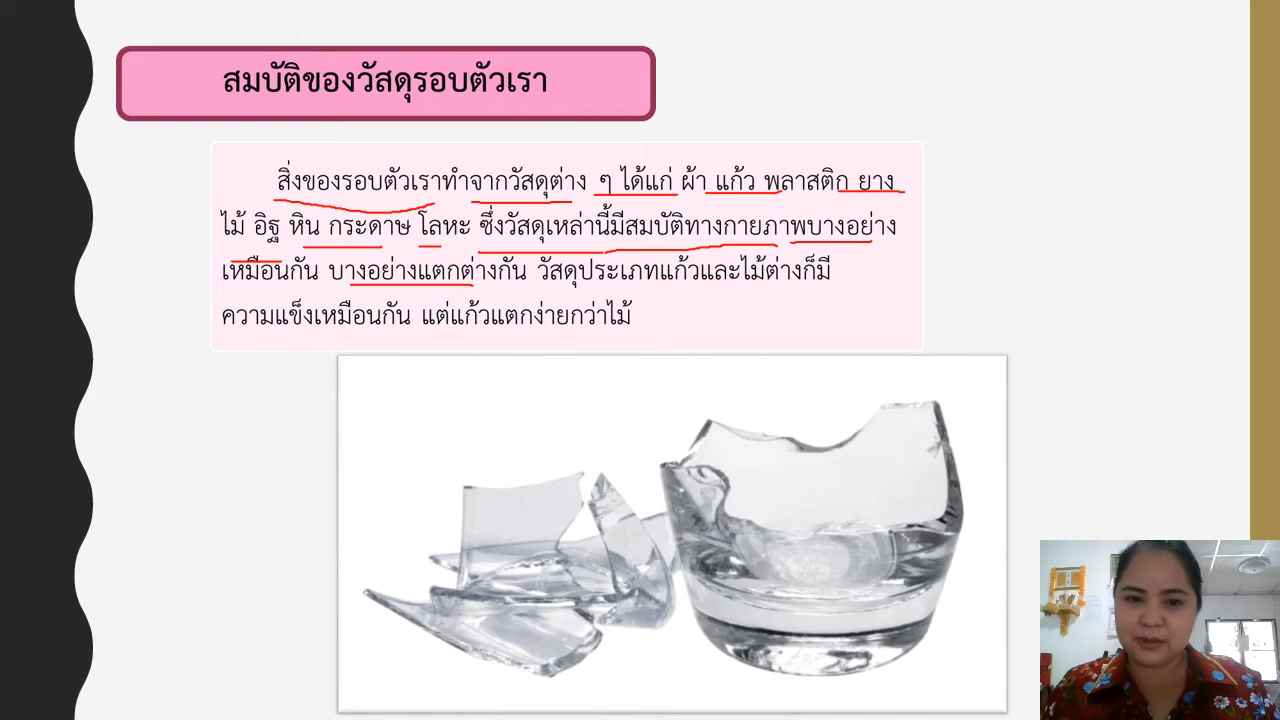 สมบัติของวัสดุรอบตัวเรา
สิ่งของรอบตัวเราทำจากวัสดุต่าง ๆ ได้แก่ ผ้า แก้ว พลาสติก ยาง
ไม้ อิฐ หิน กระดาษ โลหะ ซึ่งวัสดุเหล่านี้มีสมบัติทางกายภาพบางอย่าง
เหมือนกัน บางอย่างแตกต่างกัน วัสดุประเภทแก้วและไม้ต่างก็มี
ความแข็งเหมือนกัน แต่แก้วแตกง่ายกว่าไม้